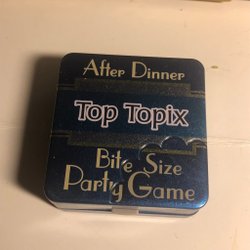 After Dinner
Top Topix
Bite Size
Party Game